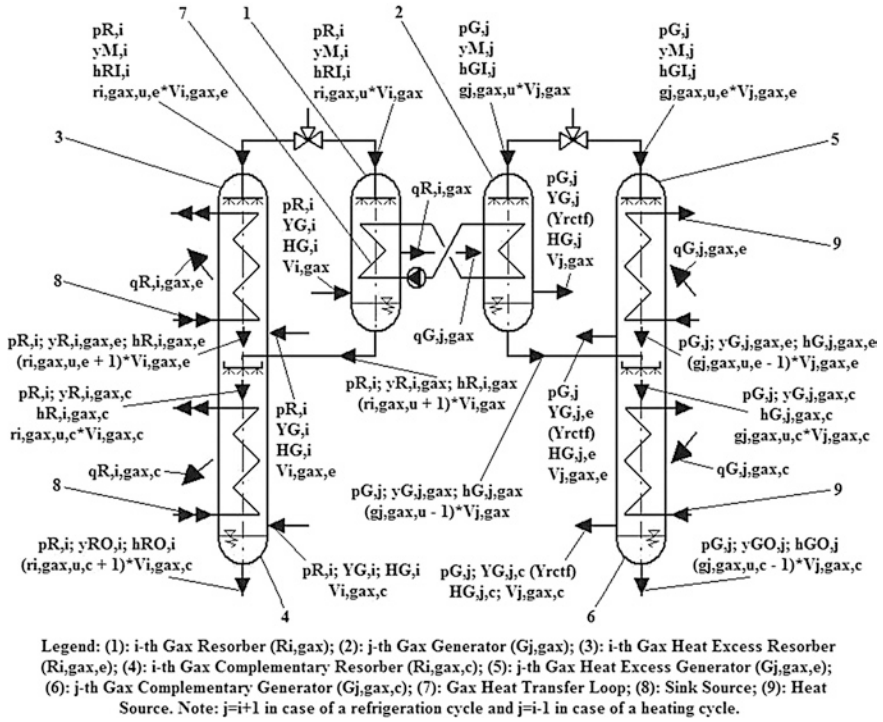 7
1
2
pR,i
yM,i
hRI,i
ri,gax,u,e*Vi,gax,e
pR,i
yM,i
hRI,i
ri,gax,u*Vi,gax
pG,j
yM,j
hGI,j
gj,gax,u*Vj,gax
pG,j
yM,j
hGI,j
gj,gax,u,e*Vj,gax,e
3
5
pR,i
YG,i
HG,i
Vi,gax
qR,i,gax
pG,j
YG,j
(Yrctf)
HG,j
Vj,gax
qR,i,gax,e
qG,j,gax,e
9
8
qG,j,gax
pR,i; yR,i,gax,e; hR,i,gax,e
(ri,gax,u,e + 1)*Vi,gax,e
pG,j; yG,j,gax,e; hG,j,gax,e
(gj,gax,u,e - 1)*Vj,gax,e
pR,i; yR,i,gax; hR,i,gax
(ri,gax,u + 1)*Vi,gax
pR,i; yR,i,gax,c
hR,i,gax,c
ri,gax,u,c*Vi,gax,c
pR,i
YG,i
HG,i
Vi,gax,e
pG,j
YG,j,e
(Yrctf)
HG,j,e
Vj,gax,e
pG,j; yG,j,gax,c
hG,j,gax,c
gj,gax,u,c*Vj,gax,c
qR,i,gax,c
qG,j,gax,c
pG,j; yG,j,gax; hG,j,gax
(gj,gax,u - 1)*Vj,gax
8
9
pR,i; yRO,i; hRO,i
(ri,gax,u,c + 1)*Vi,gax,c
pR,i; YG,i; HG,i
Vi,gax,c
pG,j; YG,j,c (Yrctf)
HG,j,c; Vj,gax,c
pG,j; yGO,j; hGO,j
(gj,gax,u,c - 1)*Vj,gax,c
4
6
Legend: (1): i-th Gax Resorber (Ri,gax); (2): j-th Gax Generator (Gj,gax); (3): i-th Gax Heat Excess Resorber
(Ri,gax,e); (4): i-th Gax Complementary Resorber (Ri,gax,c); (5): j-th Gax Heat Excess Generator (Gj,gax,e);
(6): j-th Gax Complementary Generator (Gj,gax,c); (7): Gax Heat Transfer Loop; (8): Sink Source; (9): Heat
Source. Note: j=i+1 in case of a refrigeration cycle and j=i-1 in case of a heating cycle.